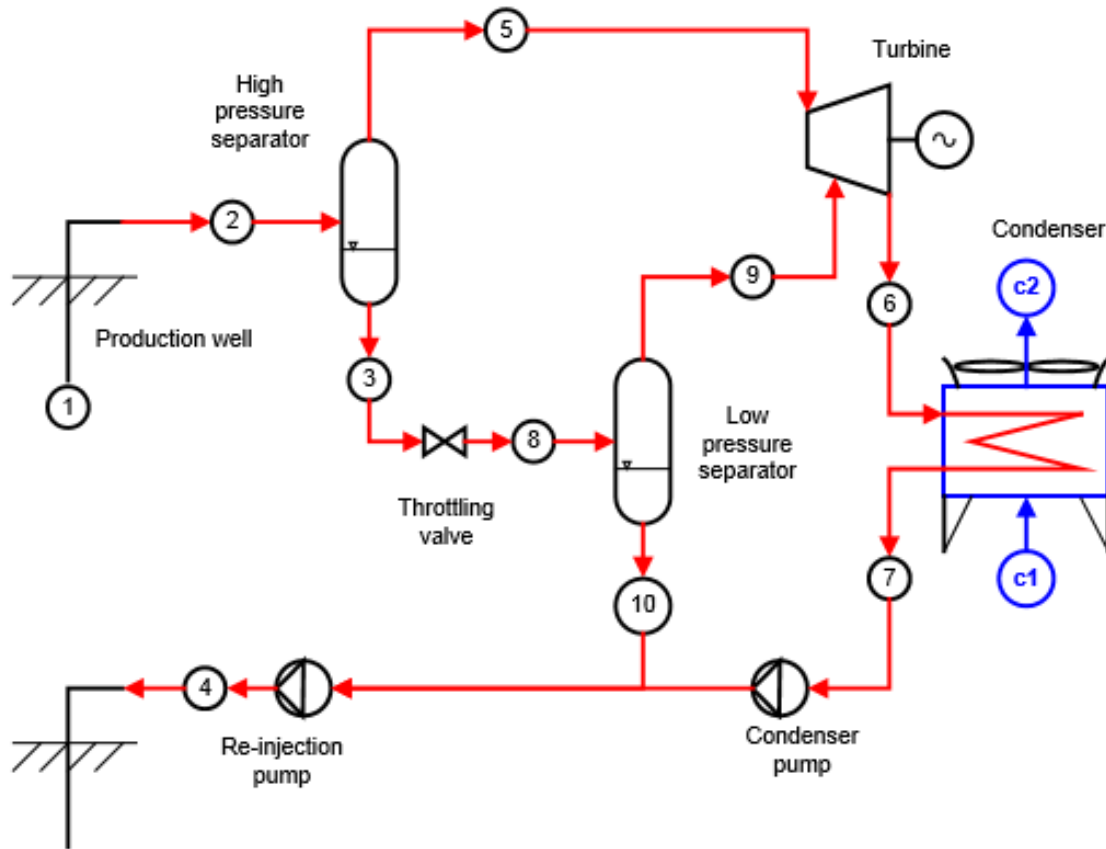 5
Turbine
High
pressure
separator
~
2
Condenser
c2
9
6
Production well
3
1
8
Low
pressure
separator
Throttling
valve
7
c1
10
4
Re-injection
pump
Condenser
pump